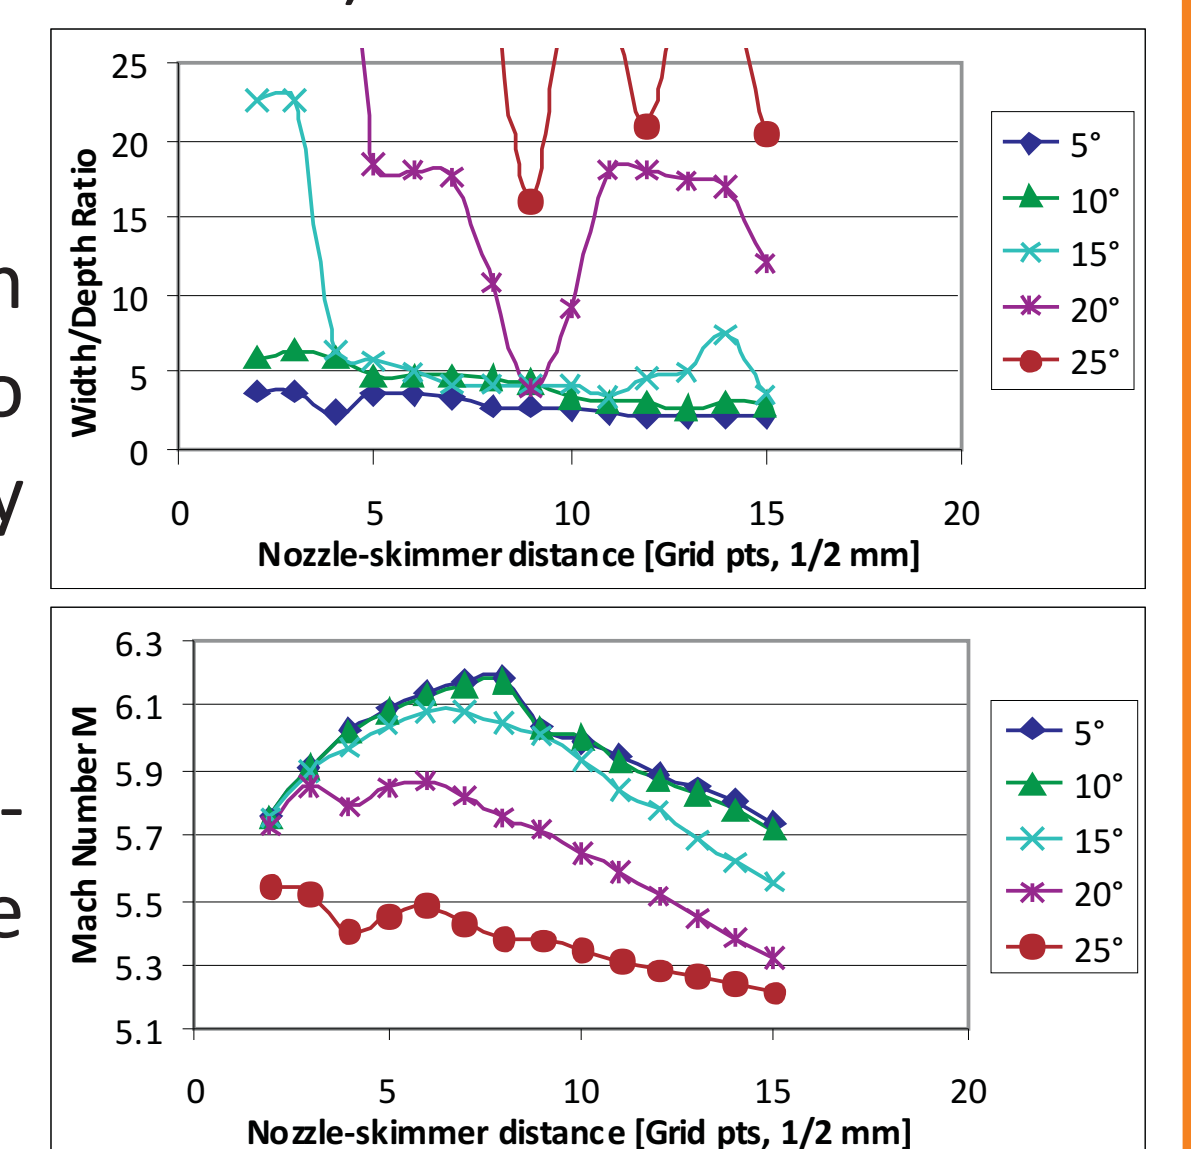 y
n
o
y
-
e
25
20
15
10
5
0
Width/Depth Ratio
0 5 10 15 20
Nozzle-skimmer distance [Grid pts, 1/2 mm]
5°
10°
15°
20°
25°
6.3
6.1
5.9
5.7
5.5
5.3
5.1
Mach Number M
0 5 10 15 20
Nozzle-skimmer distance [Grid pts, 1/2 mm]
5°
10°
15°
20°
25°